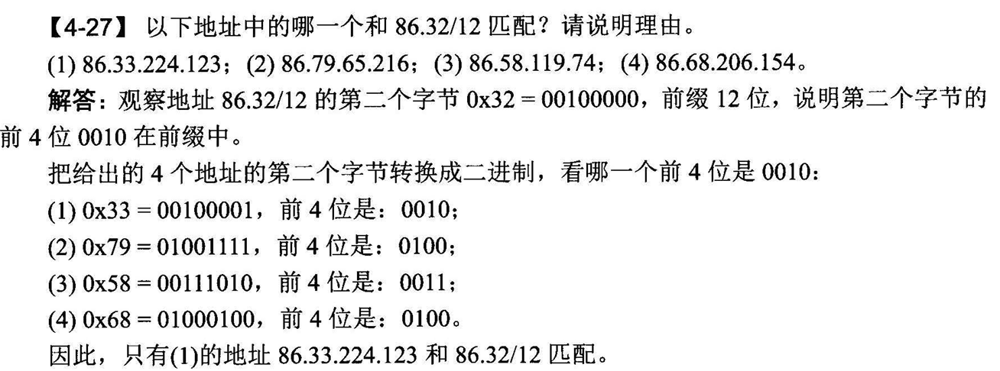 【4-27】 以下地址中的哪一个和 86.32/12 匹配？请说明理由。
(1) 86.33.224.123；(2) 86.79.65.216；(3) 86.58.119.74；(4) 86.68.206.154。
解答：观察地址 86.32/12 的第二个字节 0x32 = 00100000，前缀 12 位，说明第二个字节的
前 4 位 0010 在前缀中。
把给出的 4 个地址的第二个字节转换成二进制，看哪一个前 4 位是 0010：
(1) 0x33 = 00100001，前 4 位是：0010；
(2) 0x79 = 01001111，前 4 位是：0100；
(3) 0x58 = 00111010，前 4 位是：0011；
(4) 0x68 = 01000100，前 4 位是：0100。
因此，只有(1)的地址 86.33.224.123 和 86.32/12 匹配。